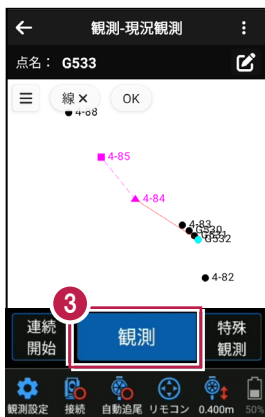 観測-現況観測
点名： G533
線× OK
4-88
4-85
4-84
4-83
G530
G531
G532
4-82
3
連続
開始
観測
特殊
観測
観測設定 接続 自動追尾 リモコン 0.400m 50%